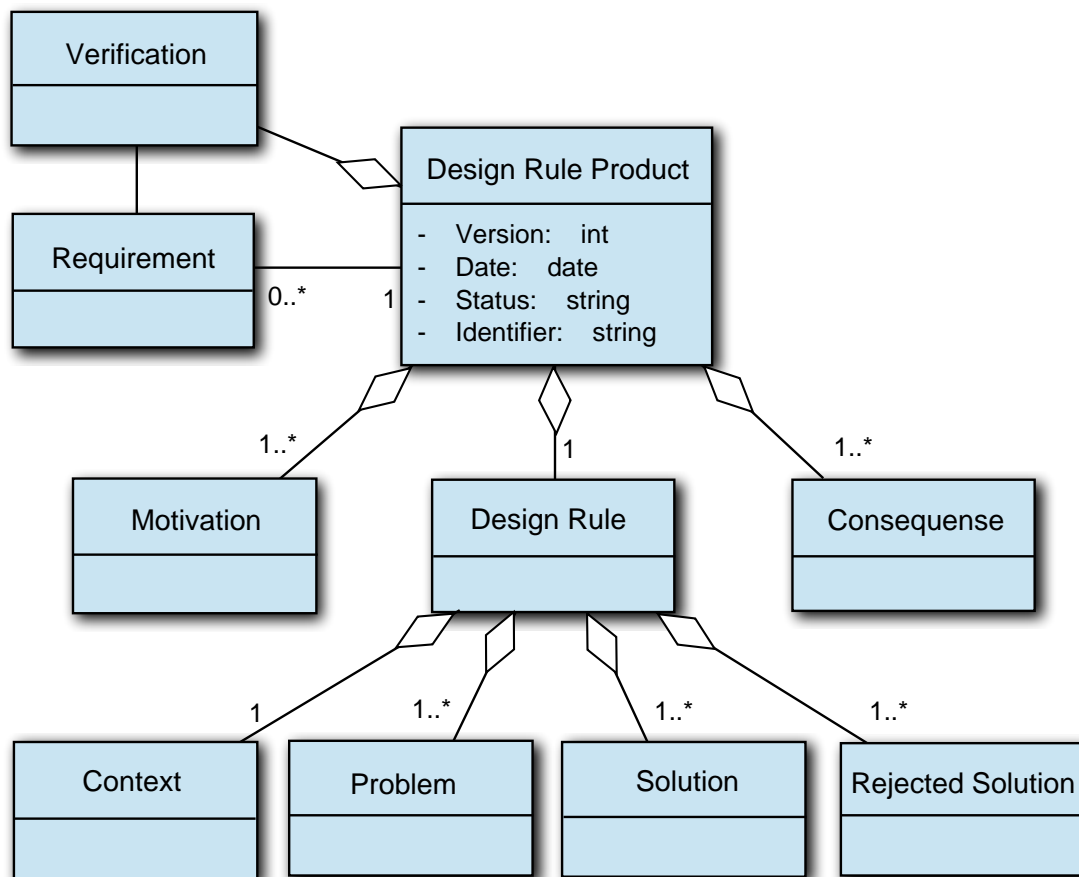 Verification
Design Rule Product
- Version: int
- Date: date
- Status: string
- Identifier: string
Requirement
0..*
1
1..*
1
1..*
Motivation
Design Rule
Consequense
1
1..*
1..*
1..*
Context
Problem
Solution
Rejected Solution